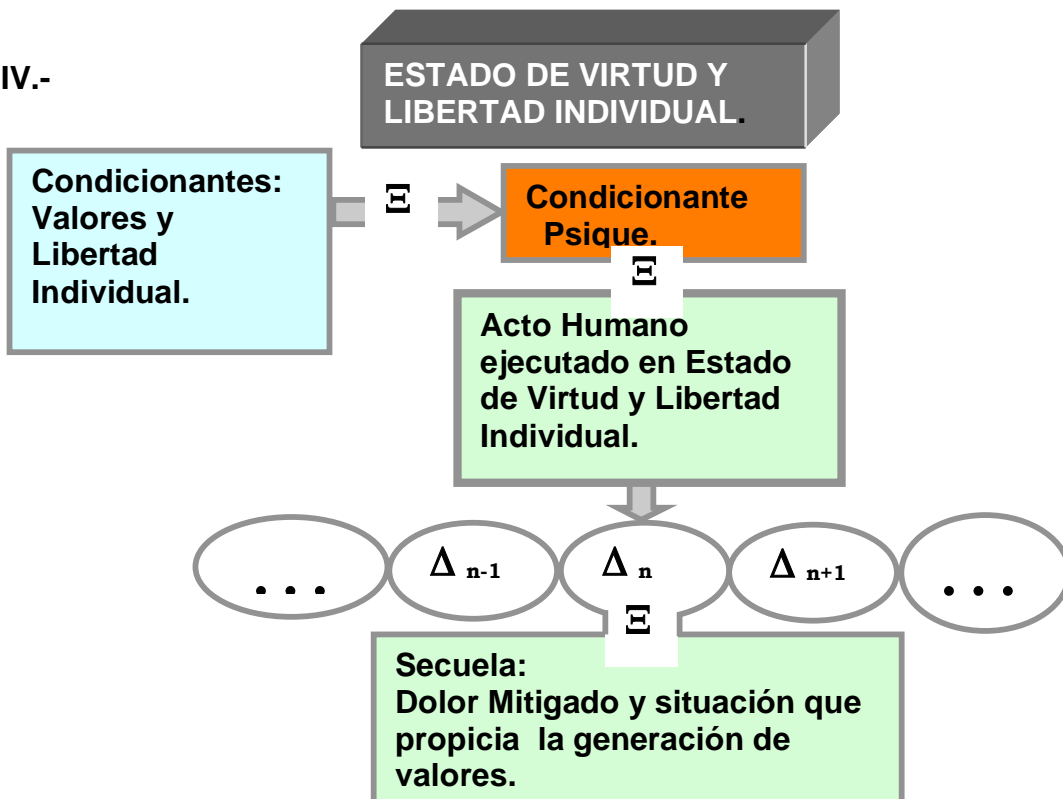 IV.-
ESTADO DE VIRTUD Y
LIBERTAD INDIVIDUAL.
Condicionantes:
Valores y
Libertad
Individual.
Ξ
Condicionante
Psique.
Ξ
Acto Humano
ejecutado en Estado
de Virtud y Libertad
Individual.
. . . Δ n-1 Δ n Δ n+1 . . .
Ξ
Secuela:
Dolor Mitigado y situación que
propicia la generación de
valores.